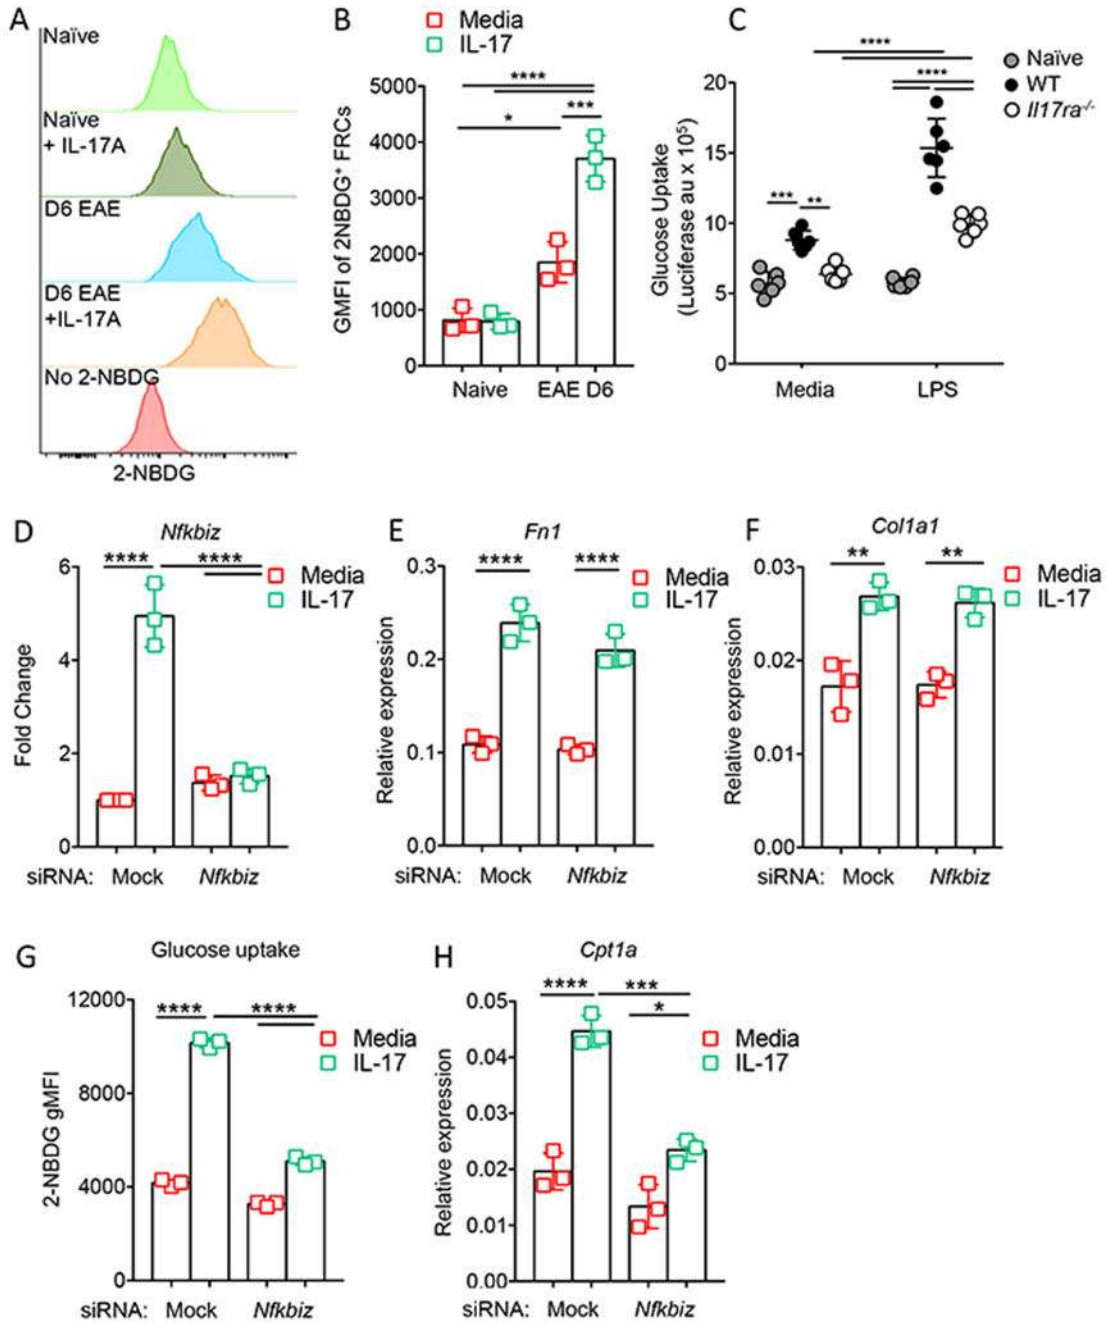 A
Naïve
Naïve
+ IL-17A
D6 EAE
D6 EAE
+IL-17A
No 2-NBDG
2-NBDG
B
Media
IL-17
GMFI of 2NBDG⁺ FRCs
5000
4000
3000
2000
1000
0
****
***
*
Naive EAE D6
C
Naïve
WT
Il17ra⁻/⁻
Glucose Uptake
(Luciferase au x 10⁵)
20
15
10
5
0
****
****
*** **
Media LPS
D
Nfkbiz
**** ****
Media
IL-17
Fold Change
6
4
2
0
siRNA: Mock Nfkbiz
E
Fn1
**** ****
Relative expression
0.3
0.2
0.1
0.0
siRNA: Mock Nfkbiz
F
Col1a1
** **
Media
IL-17
Relative expression
0.03
0.02
0.01
0.00
siRNA: Mock Nfkbiz
G
Glucose uptake
**** ****
Media
IL-17
2-NBDG gMFI
12000
8000
4000
0
siRNA: Mock Nfkbiz
H
Cpt1a
**** ***
*
Media
IL-17
Relative expression
0.05
0.04
0.03
0.02
0.01
0.00
siRNA: Mock Nfkbiz